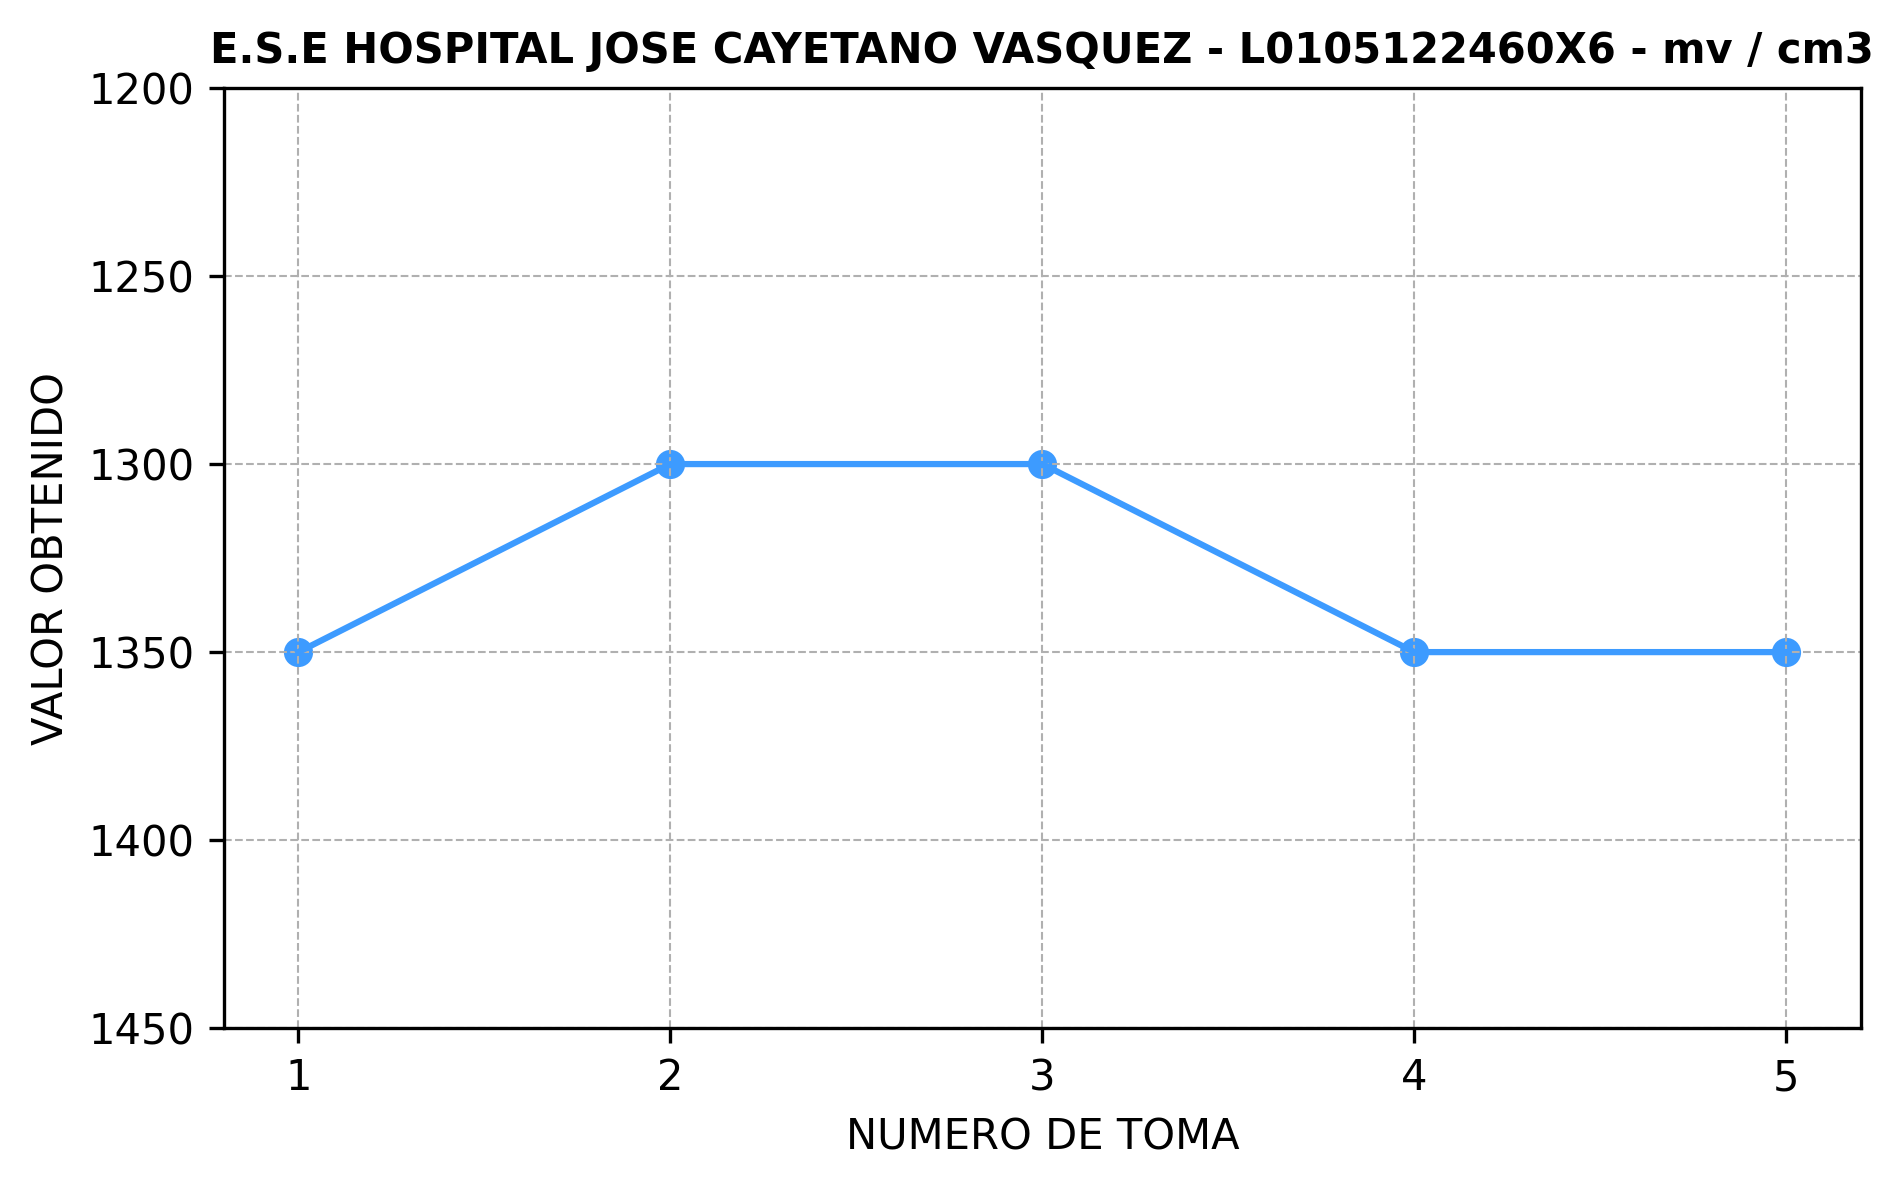 E.S.E HOSPITAL JOSE CAYETANO VASQUEZ - L0105122460X6 - mv / cm3
1200
1250
1300
1350
1400
1450
VALOR OBTENIDO
1 2 3 4 5
NUMERO DE TOMA